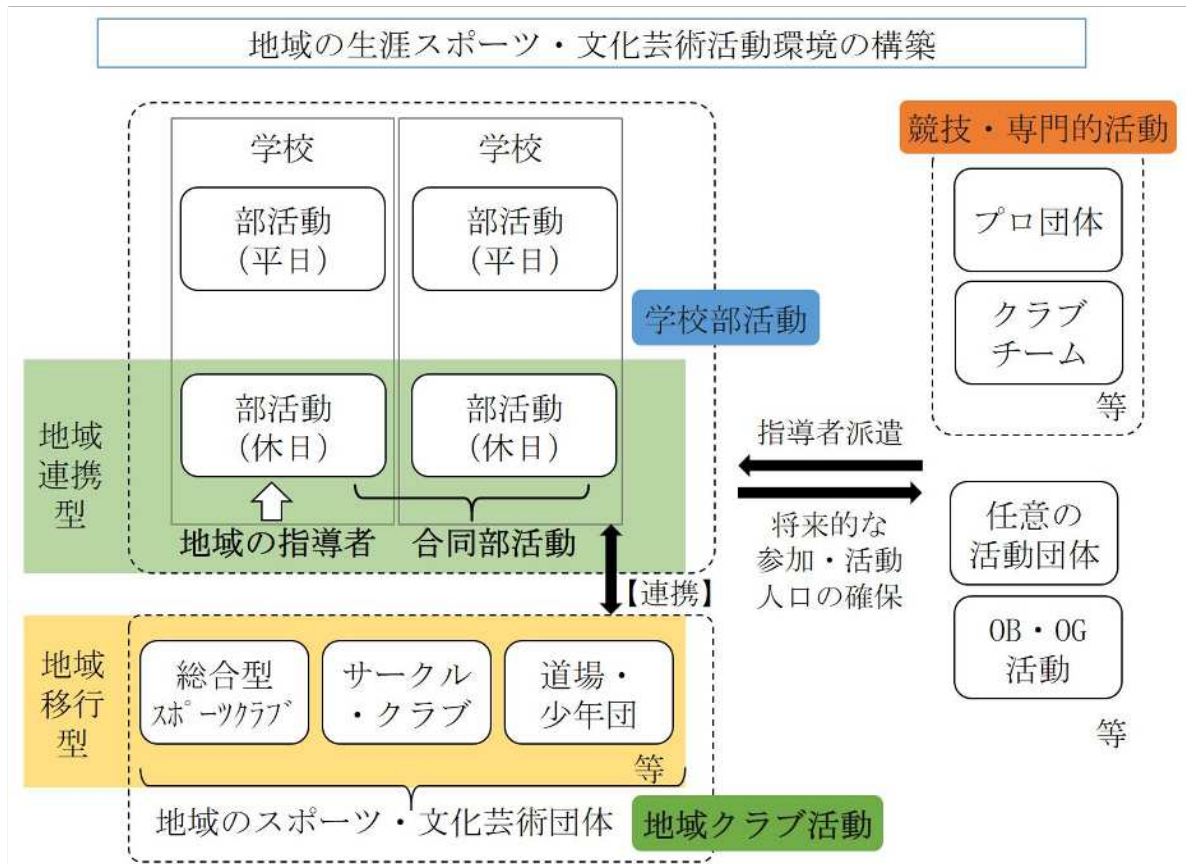 地域の生涯スポーツ・文化芸術活動環境の構築
学校
部活動
(平日)
部活動
(休日)
学校
部活動
(平日)
部活動
(休日)
学校部活動
地域
連携
型
地域の指導者
合同部活動
【連携】
地域
移行
型
総合型
ｽﾎﾟｰﾂｸﾗﾌﾞ
サークル
・クラブ
道場・
少年団
等
地域のスポーツ・文化芸術団体
地域クラブ活動
指導者派遣
将来的な
参加・活動
人口の確保
競技・専門的活動
プロ団体
クラブ
チーム
等
任意の
活動団体
OB・OG
活動
等